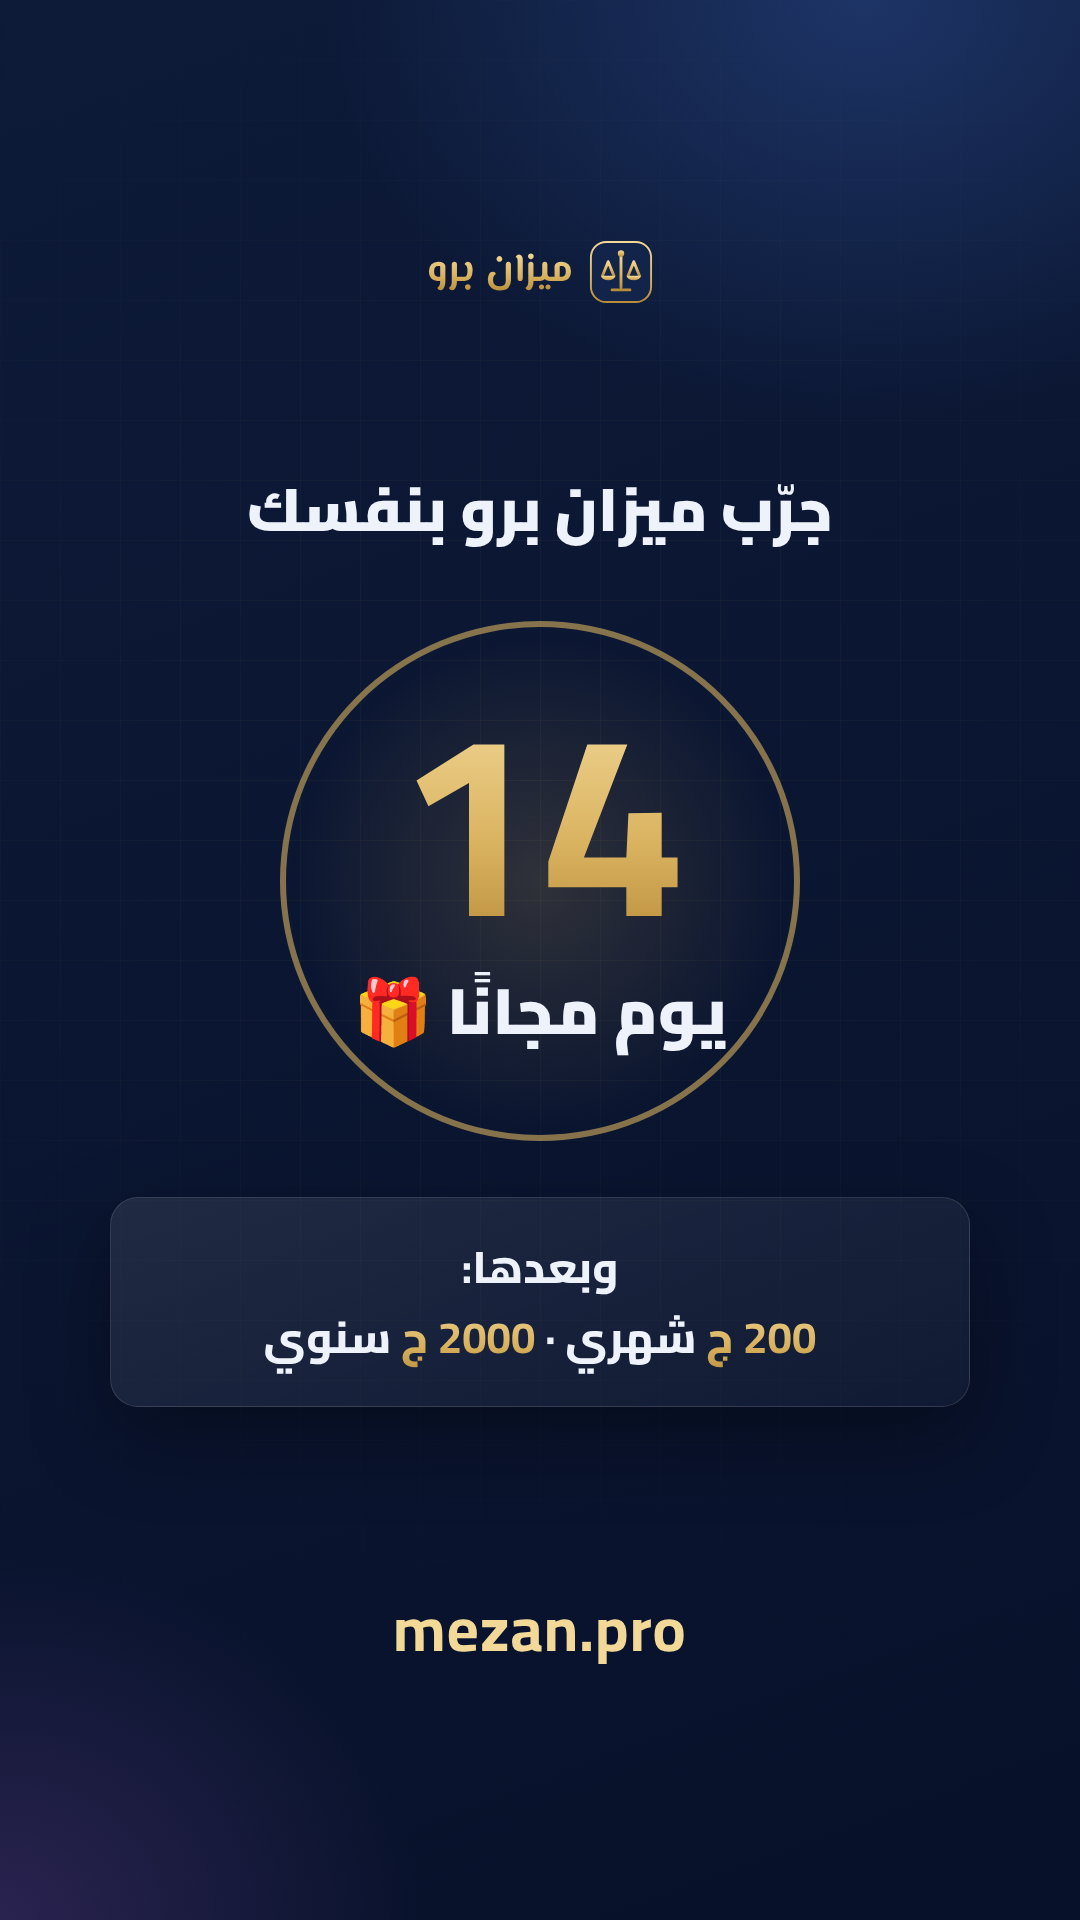 ميزان برو
جرّب ميزان برو بنفسك
14
يوم مجانًا 🎁
وبعدها:
200 ج شهري · 2000 ج سنوي
mezan.pro